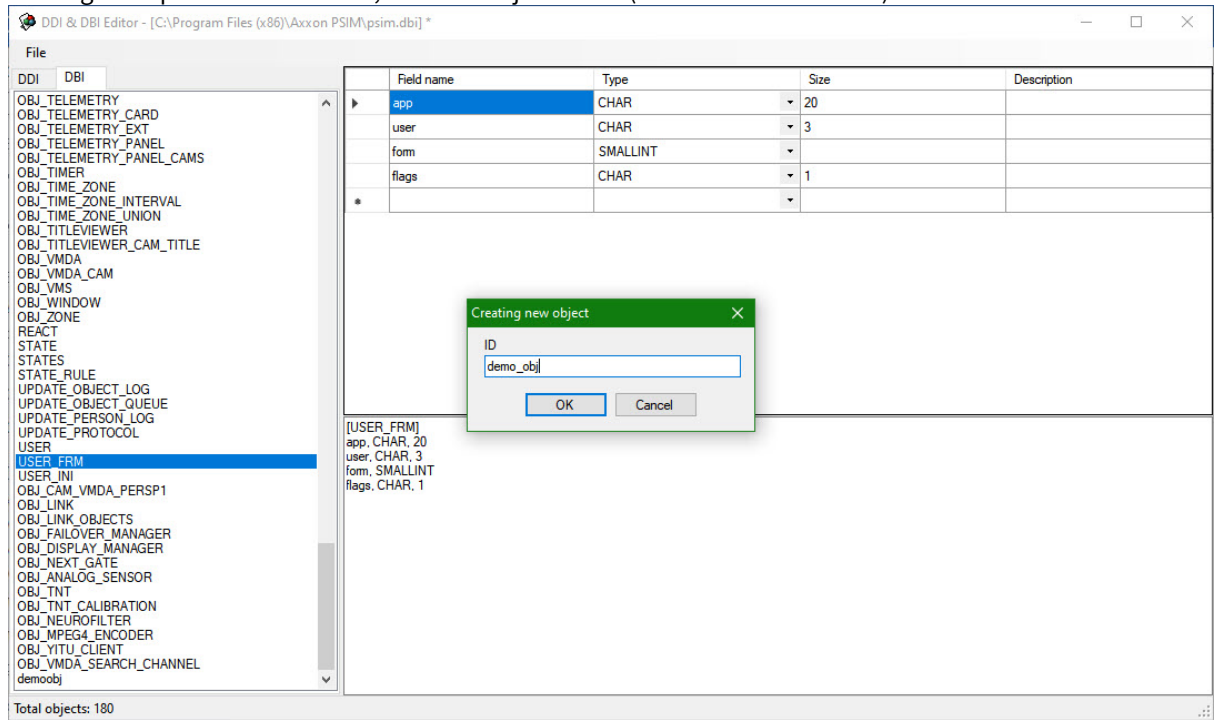 DDI & DBI Editor - [C:\Program Files (x86)\Axxon PSIM\psim.dbi] *
File
DDI DBI
OBJ_TELEMETRY
OBJ_TELEMETRY_CARD
OBJ_TELEMETRY_EXT
OBJ_TELEMETRY_PANEL
OBJ_TELEMETRY_PANEL_CAMS
OBJ_TIMER
OBJ_TIME_ZONE
OBJ_TIME_ZONE_INTERVAL
OBJ_TIME_ZONE_UNION
OBJ_TITLEVIEWER
OBJ_TITLEVIEWER_CAM_TITLE
OBJ_VMDA
OBJ_VMDA_CAM
OBJ_VMS
OBJ_WINDOW
OBJ_ZONE
REACT
STATE
STATES
STATE_RULE
UPDATE_OBJECT_LOG
UPDATE_OBJECT_QUEUE
UPDATE_PERSON_LOG
UPDATE_PROTOCOL
USER
USER_FRM
USER_INI
OBJ_CAM_VMDA_PERSP1
OBJ_LINK
OBJ_LINK_OBJECTS
OBJ_FAILOVER_MANAGER
OBJ_DISPLAY_MANAGER
OBJ_NEXT_GATE
OBJ_ANALOG_SENSOR
OBJ_TNT
OBJ_TNT_CALIBRATION
OBJ_NEUROFILTER
OBJ_MPEG4_ENCODER
OBJ_YITU_CLIENT
OBJ_VMDA_SEARCH_CHANNEL
demoobj
Field name Type Size Description
app CHAR 20
user CHAR 3
form SMALLINT
flags CHAR 1
Creating new object
ID
demo_obj
OK Cancel
[USER_FRM]
app, CHAR, 20
user, CHAR, 3
form, SMALLINT
flags, CHAR, 1
Total objects: 180